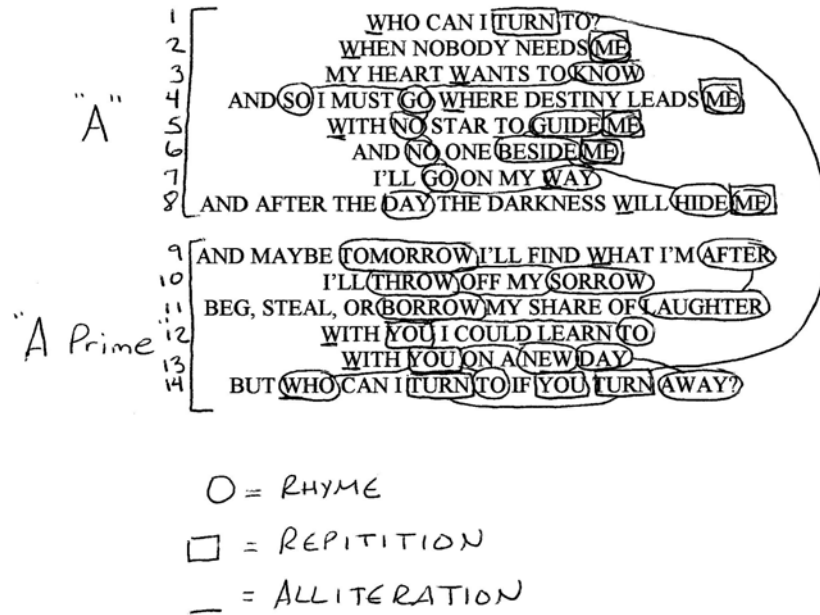 1 WHO CAN I TURN TO?
2 WHEN NOBODY NEEDS ME
3 MY HEART WANTS TO KNOW
"A" 4 AND SO I MUST GO WHERE DESTINY LEADS ME
5 WITH NO STAR TO GUIDE ME
6 AND NO ONE BESIDE ME
7 I'LL GO ON MY WAY
8 AND AFTER THE DAY THE DARKNESS WILL HIDE ME
9 AND MAYBE TOMORROW I'LL FIND WHAT I'M AFTER
10 I'LL THROW OFF MY SORROW
11 BEG, STEAL, OR BORROW MY SHARE OF LAUGHTER
"A Prime" 12 WITH YOU I COULD LEARN TO
13 WITH YOU ON A NEW DAY
14 BUT WHO CAN I TURN TO IF YOU TURN AWAY?
= RHYME
= REPITITION
= ALLITERATION